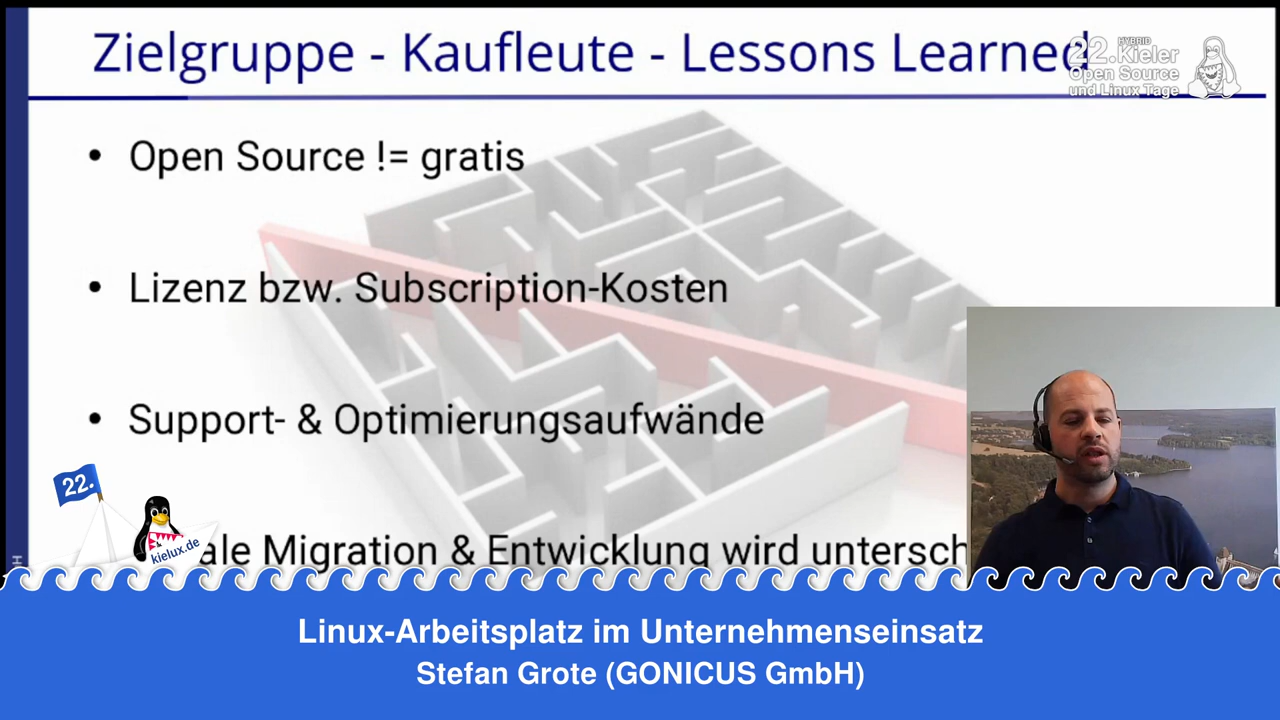 Zielgruppe - Kaufleute - Lessons Learned
HYBRID
22.Kieler
Open Source
und Linux Tage
• Open Source != gratis
• Lizenz bzw. Subscription-Kosten
• Support- & Optimierungsaufwände
ale Migration & Entwicklung wird untersch
22.
kielux.de
H
Linux-Arbeitsplatz im Unternehmenseinsatz
Stefan Grote (GONICUS GmbH)